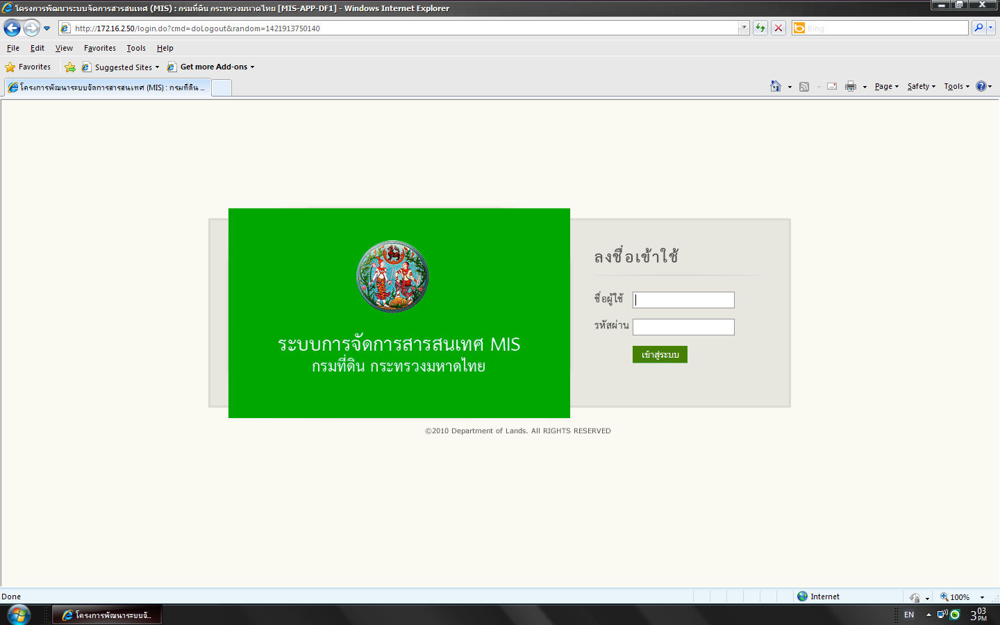 โครงการพัฒนาระบบจัดการสารสนเทศ (MIS) : กรมที่ดิน กระทรวงมหาดไทย [MIS-APP-DF1] - Windows Internet Explorer
http://172.16.2.50/login.do?cmd=doLogout&random=1421913750140
Bing
File Edit View Favorites Tools Help
Favorites Suggested Sites Get more Add-ons
โครงการพัฒนาระบบจัดการสารสนเทศ (MIS) : กรมที่ดิน ...
Page Safety Tools
ระบบการจัดการสารสนเทศ MIS
กรมที่ดิน กระทรวงมหาดไทย
ลงชื่อเข้าใช้
ชื่อผู้ใช้
รหัสผ่าน
เข้าสู่ระบบ
©2010 Department of Lands. All RIGHTS RESERVED
Done
Internet
100%
โครงการพัฒนาระบบจั...
EN
3 03 PM